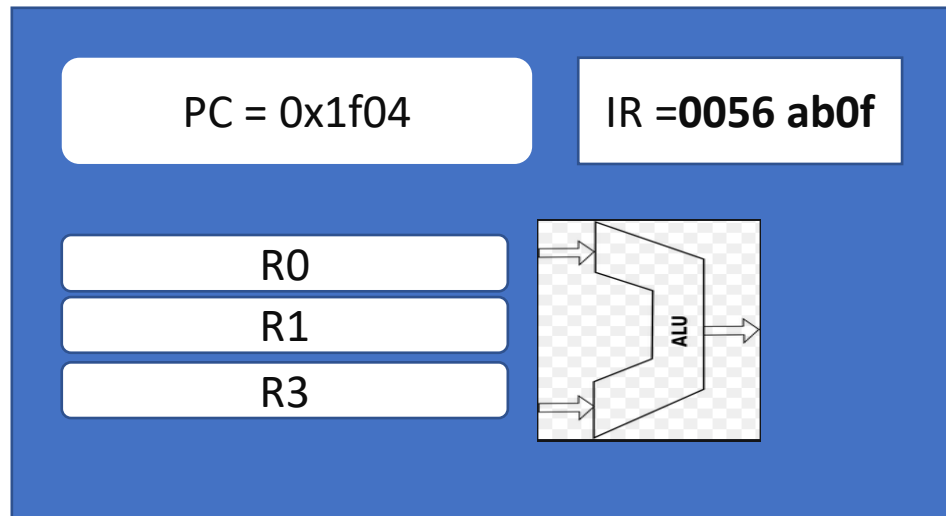 PC = 0x1f04
IR =0056 ab0f
R0
R1
R3
ALU